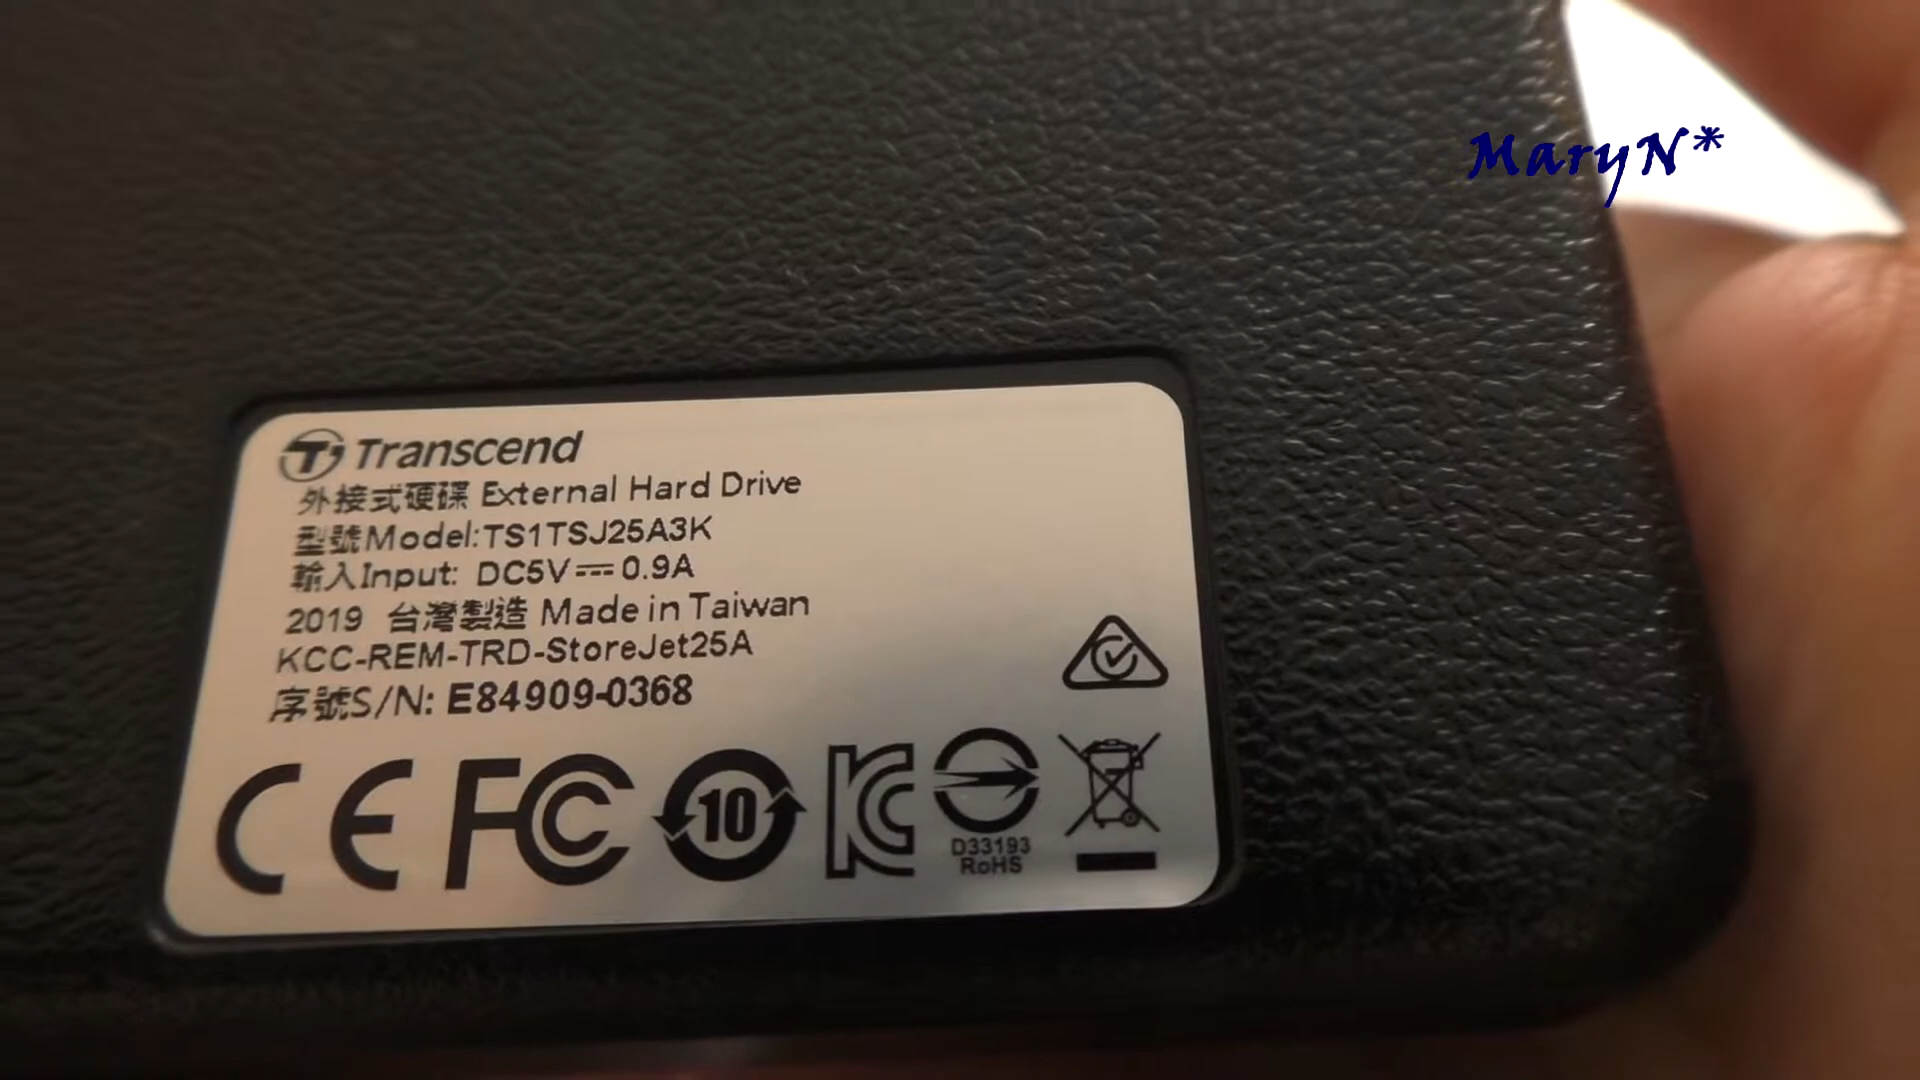 MaryN*
Transcend
外接式硬碟 External Hard Drive
型號Model:TS1TSJ25A3K
輸入Input: DC5V⎓0.9A
2019 台灣製造 Made in Taiwan
KCC-REM-TRD-StoreJet25A
序號S/N: E84909-0368
CE FC 10 KC
D33193
RoHS